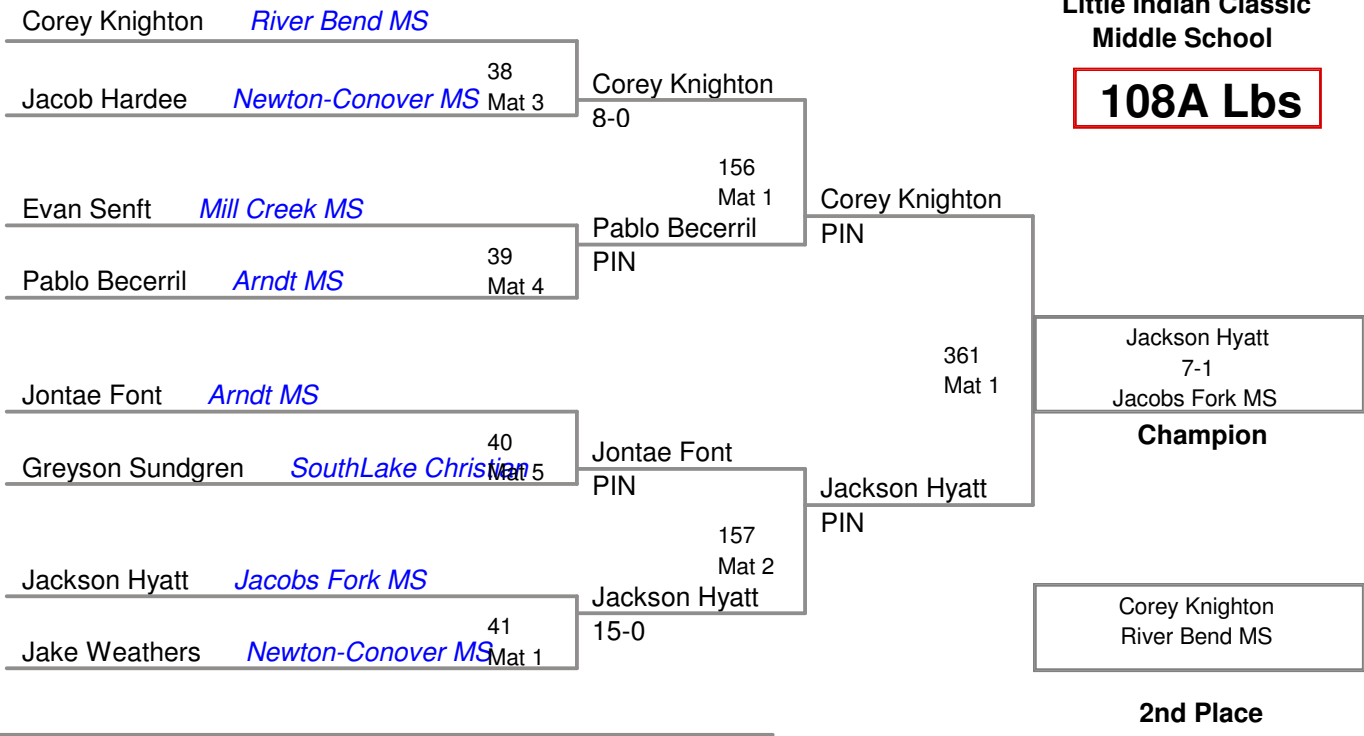 Little Indian Classic
Middle School
108A Lbs
Corey Knighton River Bend MS
38
Jacob Hardee Newton-Conover MS Mat 3
Corey Knighton
8-0
156
Mat 1
Evan Senft Mill Creek MS
39
Pablo Becerril Arndt MS Mat 4
Pablo Becerril
PIN
Corey Knighton
PIN
361
Mat 1
Jontae Font Arndt MS
40
Greyson Sundgren SouthLake Christian Mat 5
Jontae Font
PIN
157
Mat 2
Jackson Hyatt Jacobs Fork MS
41
Jake Weathers Newton-Conover MS Mat 1
Jackson Hyatt
15-0
Jackson Hyatt
PIN
Jackson Hyatt
7-1
Jacobs Fork MS
Champion
Corey Knighton
River Bend MS
2nd Place